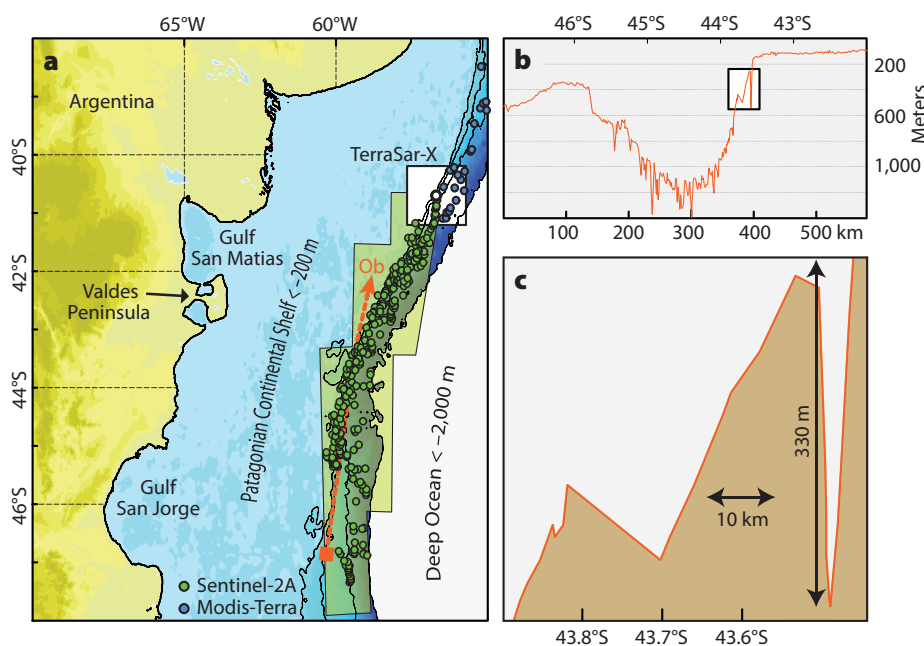 65°W 60°W
a
Argentina
40°S
TerraSar-X
Gulf
San Matias
42°S
Ob
Valdes
Peninsula
Patagonian Continental Shelf < –200 m
44°S
Deep Ocean < –2,000 m
46°S
Gulf
San Jorge
Sentinel-2A
Modis-Terra
46°S 45°S 44°S 43°S
b
200
600
1,000
Meters
100 200 300 400 500 km
c
330 m
10 km
43.8°S 43.7°S 43.6°S